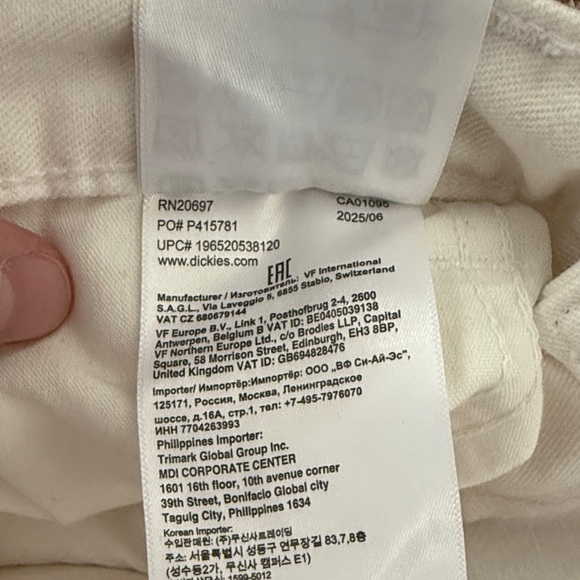 RN20697
CA01095
PO# P415781
2025/06
UPC# 196520538120
www.dickies.com
EAC
Manufacturer / Изготовитель: VF International
S.A.G.L., Via Laveggio 5, 6855 Stabio, Switzerland
VAT CZ 680679144
VF Europe B.V., Link 1, Posthofbrug 2-4, 2600
Antwerpen, Belgium B VAT ID: BE0405039138
VF Northern Europe Ltd., c/o Brodies LLP, Capital
Square, 58 Morrison Street, Edinburgh, EH3 8BP,
United Kingdom VAT ID: GB694828476
Importer/ Импортёр:Импортёр: ООО „ВФ Си-Ай-Эс",
125171, Россия, Москва, Ленинградское
шоссе, д.16А, стр.1, тел: +7-495-7976070
ИНН 7704263993
Philippines Importer:
Trimark Global Group Inc.
MDI CORPORATE CENTER
1601 16th floor, 10th avenue corner
39th Street, Bonifacio Global city
Taguig City, Philippines 1634
Korean Importer:
수입판매원: (주)무신사트레이딩
주소: 서울특별시 성동구 연무장길 83,7,8층
(성수동2가, 무신사 캠퍼스 E1)
1599-5012